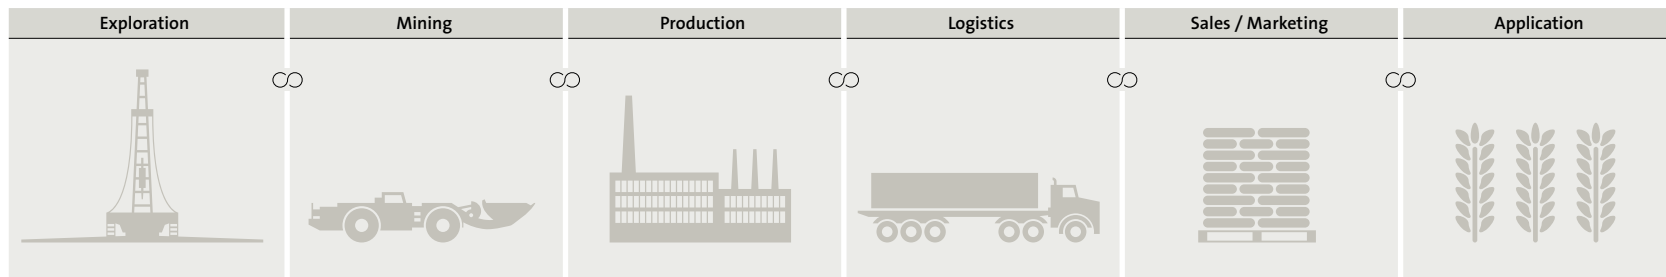 Exploration
Mining
Production
Logistics
Sales / Marketing
Application